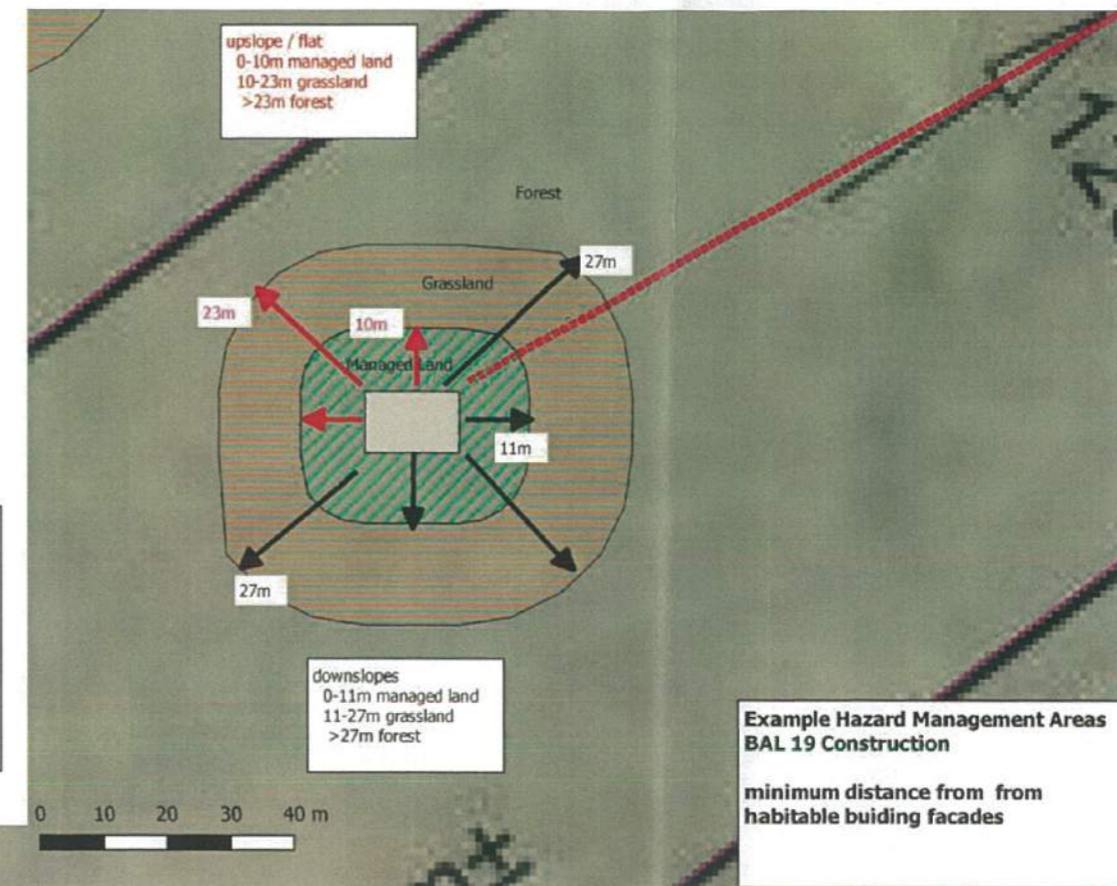 upslope / flat
0-10m managed land
10-23m grassland
>23m forest
Forest
27m
Grassland
23m
10m
Managed Land
11m
27m
downslopes
0-11m managed land
11-27m grassland
>27m forest
Example Hazard Management Areas
BAL 19 Construction
minimum distance from from
habitable buiding facades
0 10 20 30 40 m